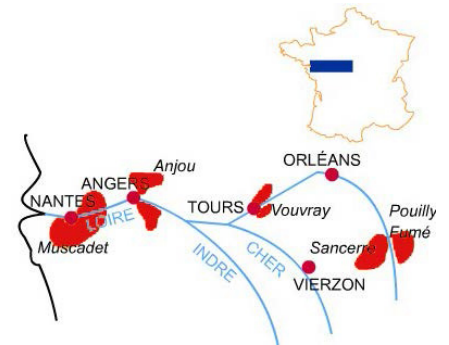 ORLÉANS
Anjou
ANGERS
NANTES
LOIRE
TOURS
Vouvray
Pouilly
Fumé
Muscadet
INDRE
CHER
Sancerre
VIERZON